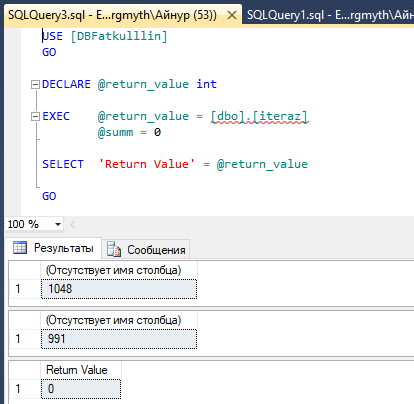 SQLQuery3.sql - E...rgmyth\Айнур (53))
SQLQuery1.sql - E...rg
USE [DBFatkulllin]
GO
DECLARE @return_value int
EXEC @return_value = [dbo].[iteraz]
@summ = 0
SELECT 'Return Value' = @return_value
GO
100 %
Результаты Сообщения
(Отсутствует имя столбца)
1 1048
(Отсутствует имя столбца)
1 991
Return Value
1 0